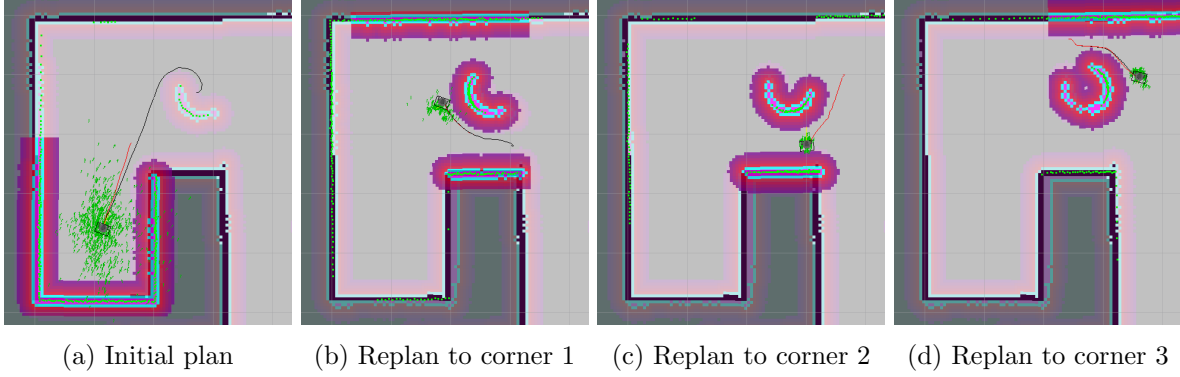 (a) Initial plan
(b) Replan to corner 1
(c) Replan to corner 2
(d) Replan to corner 3